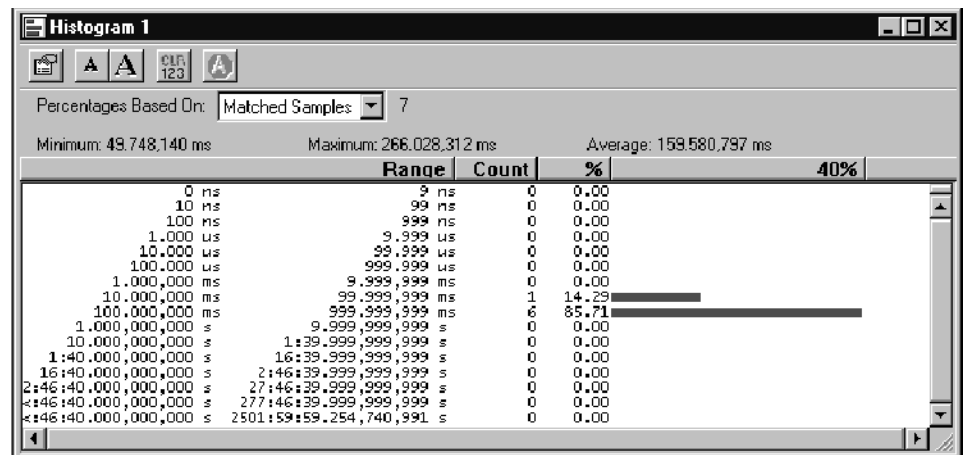 Histogram 1
A A CLR 123 A
Percentages Based On: Matched Samples 7
Minimum: 49.748,140 ms Maximum: 266.028,312 ms Average: 159.580,797 ms
Range Count % 40%
0 ns 9 ns 0 0.00
10 ns 99 ns 0 0.00
100 ns 999 ns 0 0.00
1.000 us 9.999 us 0 0.00
10.000 us 99.999 us 0 0.00
100.000 us 999.999 us 0 0.00
1.000,000 ms 9.999,999 ms 0 0.00
10.000,000 ms 99.999,999 ms 1 14.29
100.000,000 ms 999.999,999 ms 6 85.71
1.000,000,000 s 9.999,999,999 s 0 0.00
10.000,000,000 s 1:39.999,999,999 s 0 0.00
1:40.000,000,000 s 16:39.999,999,999 s 0 0.00
16:40.000,000,000 s 2:46:39.999,999,999 s 0 0.00
2:46:40.000,000,000 s 27:46:39.999,999,999 s 0 0.00
<:46:40.000,000,000 s 277:46:39.999,999,999 s 0 0.00
<:46:40.000,000,000 s 2501:59:59.254,740,991 s 0 0.00